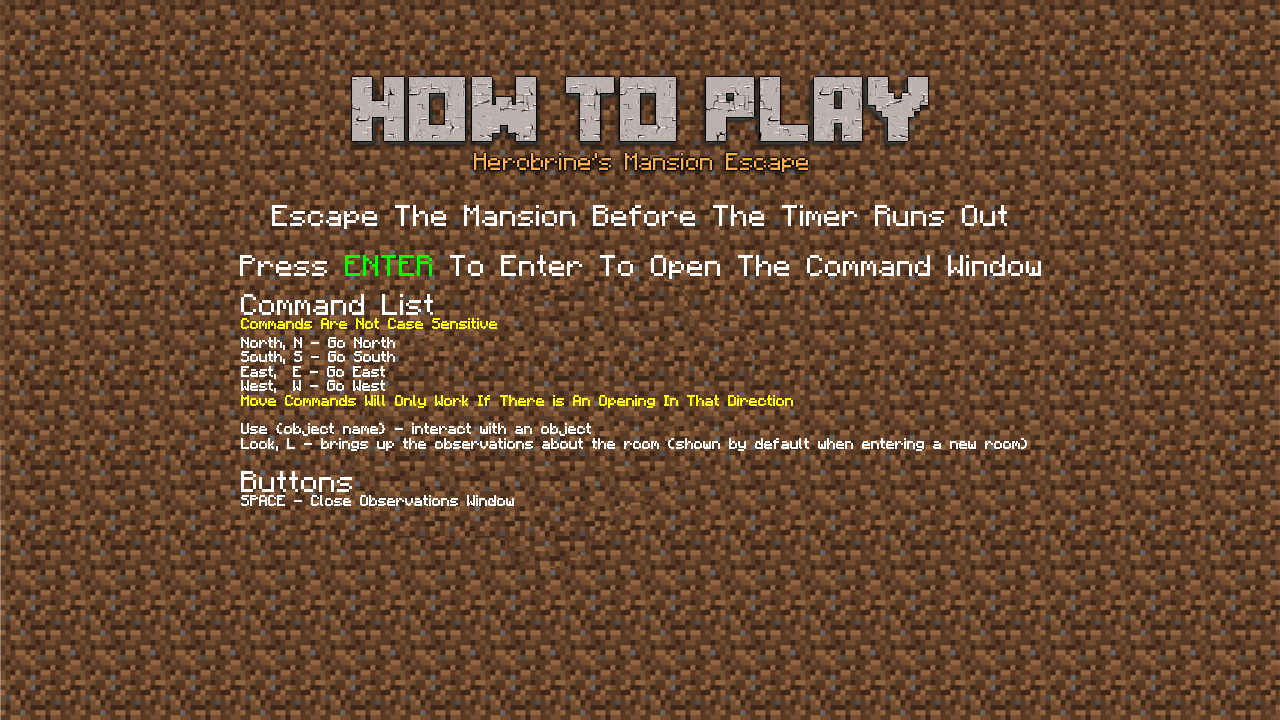 HOW TO PLAY
Herobrine's Mansion Escape
Escape The Mansion Before The Timer Runs Out
Press ENTER To Enter To Open The Command Window
Command List
Commands Are Not Case Sensitive
North, N - Go North
South, S - Go South
East, E - Go East
West, W - Go West
Move Commands Will Only Work If There is An Opening In That Direction
Use (object name) - interact with an object
Look, L - brings up the observations about the room (shown by default when entering a new room)
Buttons
SPACE - Close Observations Window